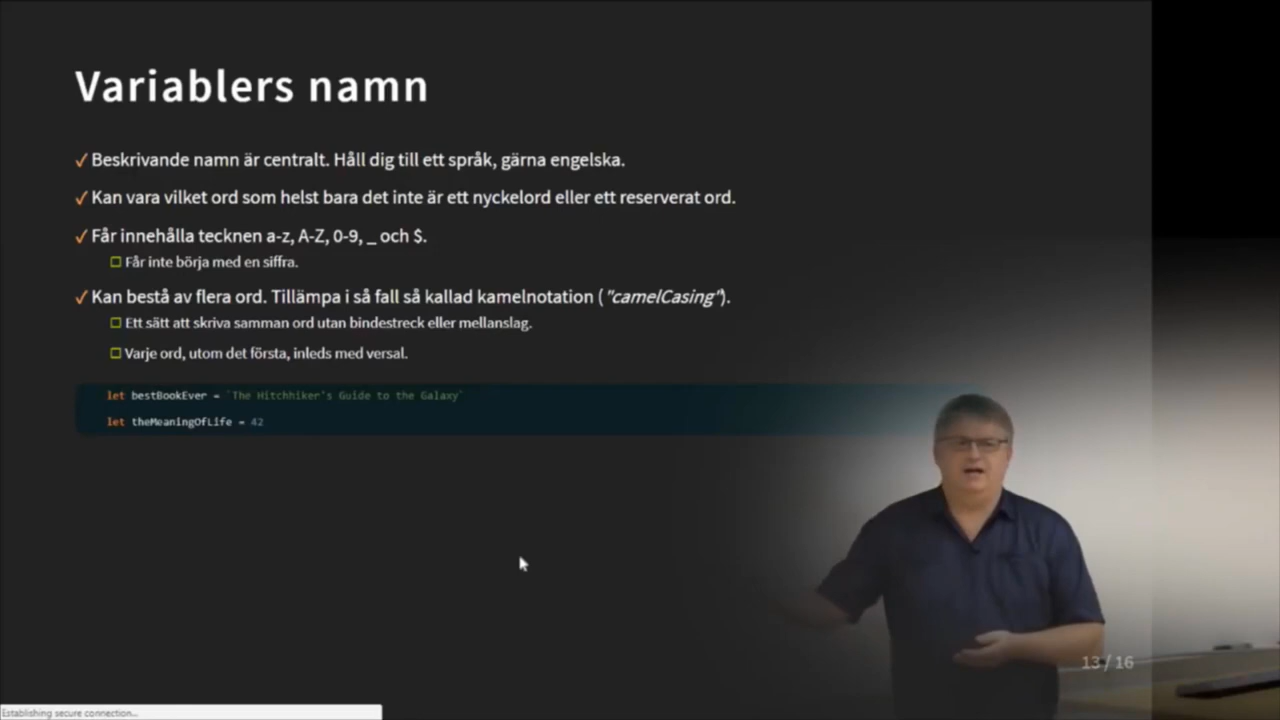 Variablers namn
✓ Beskrivande namn är centralt. Håll dig till ett språk, gärna engelska.
✓ Kan vara vilket ord som helst bara det inte är ett nyckelord eller ett reserverat ord.
✓ Får innehålla tecknen a-z, A-Z, 0-9, _ och $.
Får inte börja med en siffra.
✓ Kan bestå av flera ord. Tillämpa i så fall så kallad kamelnotation ( "camelCasing").
Ett sätt att skriva samman ord utan bindestreck eller mellanslag.
Varje ord, utom det första, inleds med versal.
let bestBookEver = `The Hitchhiker's Guide to the Galaxy`
let theMeaningOfLife = 42
13 / 16
Establishing secure connection...